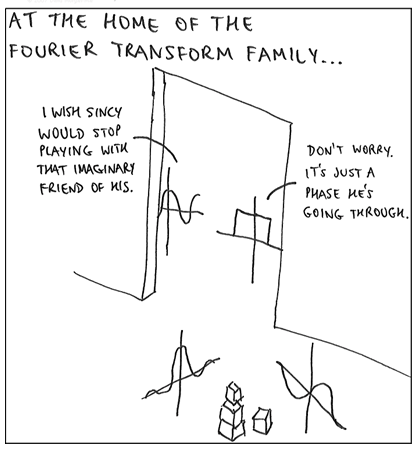 AT THE HOME OF THE
FOURIER TRANSFORM FAMILY...
I WISH SINCY
WOULD STOP
PLAYING WITH
THAT IMAGINARY
FRIEND OF HIS.
DON'T WORRY.
IT'S JUST A
PHASE HE'S
GOING THROUGH.